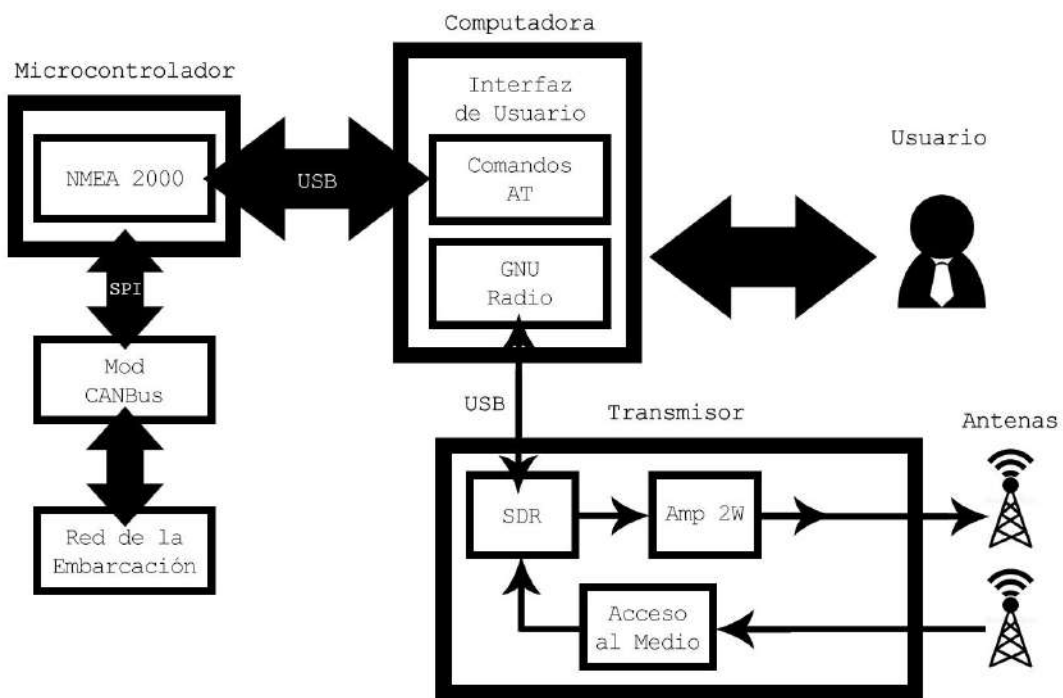 Computadora
Microcontrolador
Interfaz
de Usuario
Usuario
NMEA 2000
USB
Comandos
AT
GNU
Radio
SPI
Mod
CANBus
USB
Transmisor
Antenas
Red de la
Embarcación
SDR
Amp 2W
Acceso
al Medio